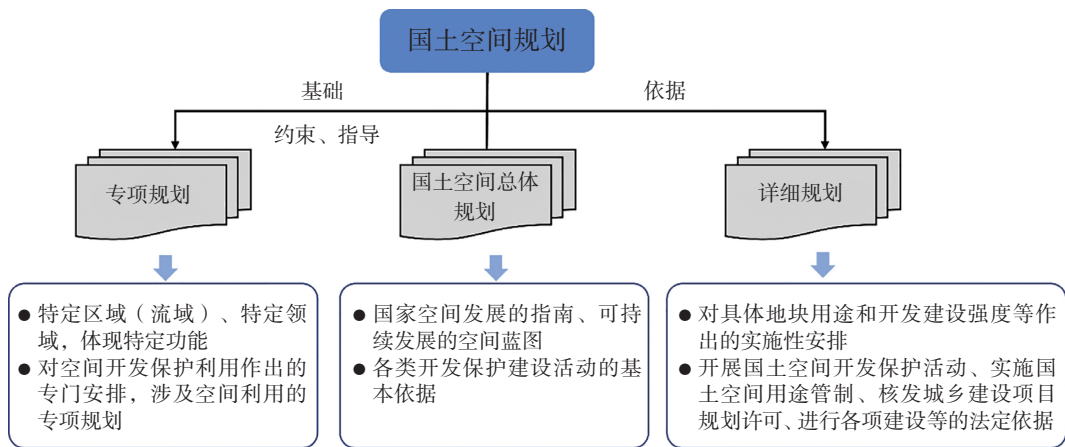 国土空间规划
基础
依据
约束、指导
专项规划
国土空间总体
规划
详细规划
● 特定区域（流域）、特定领
域，体现特定功能
● 对空间开发保护利用作出的
专门安排，涉及空间利用的
专项规划
● 国家空间发展的指南、可持
续发展的空间蓝图
● 各类开发保护建设活动的基
本依据
● 对具体地块用途和开发建设强度等作
出的实施性安排
● 开展国土空间开发保护活动、实施国
土空间用途管制、核发城乡建设项目
规划许可、进行各项建设等的法定依据